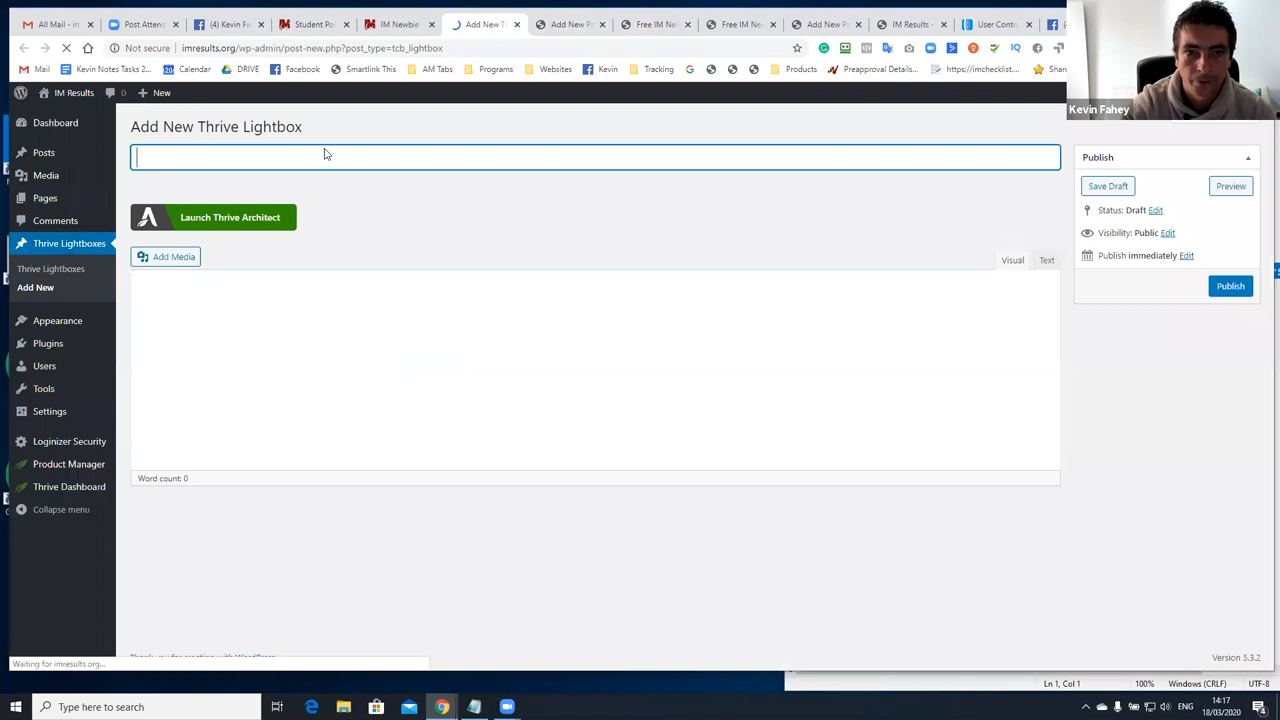 All Mail - ir
Post Attend
(4) Kevin Fa
Student Po
IM Newbie
Add New T
Add New P
Free IM Ne
Free IM Ne
Add New P
IM Results -
User Contr
Not secure
imresults.org/wp-admin/post-new.php?post_type=tcb_lightbox
Mail
Kevin Notes Tasks 2...
Calendar
DRIVE
Facebook
Smartlink This
AM Tabs
Programs
Websites
Kevin
Tracking
Products
Preapproval Detail...
https://imchecklist...
Share
Kevin Fahey
IM Results
0
New
Dashboard
Posts
Media
Pages
Comments
Thrive Lightboxes
Thrive Lightboxes
Add New
Appearance
Plugins
Users
Tools
Settings
Loginizer Security
Product Manager
Thrive Dashboard
Collapse menu
Add New Thrive Lightbox
Launch Thrive Architect
Add Media
Visual
Text
Word count: 0
Publish
Save Draft
Preview
Status: Draft Edit
Visibility: Public Edit
Publish immediately Edit
Publish
Version 5.3.2
Waiting for imresults.org...
Ln 1, Col 1
100%
Windows (CRLF)
UTF-8
Type here to search
ENG
14:17
18/03/2020